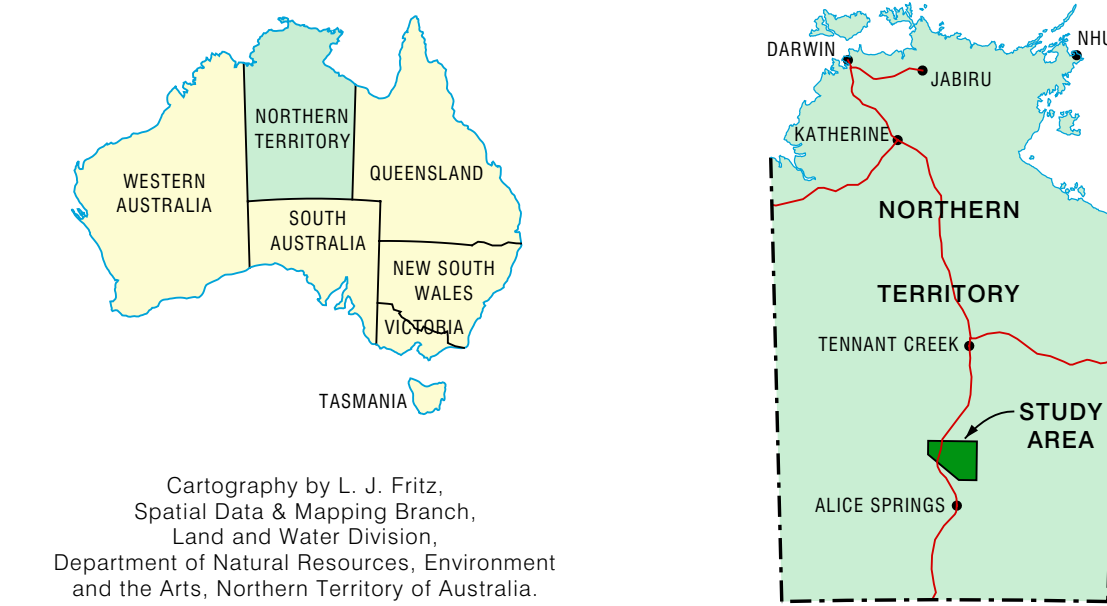 NORTHERN
TERRITORY
WESTERN
AUSTRALIA
QUEENSLAND
SOUTH
AUSTRALIA
NEW SOUTH
WALES
VICTORIA
TASMANIA
Cartography by L. J. Fritz,
Spatial Data & Mapping Branch,
Land and Water Division,
Department of Natural Resources, Environment
and the Arts, Northern Territory of Australia.
DARWIN
NHU
JABIRU
KATHERINE
NORTHERN
TERRITORY
TENNANT CREEK
STUDY
AREA
ALICE SPRINGS